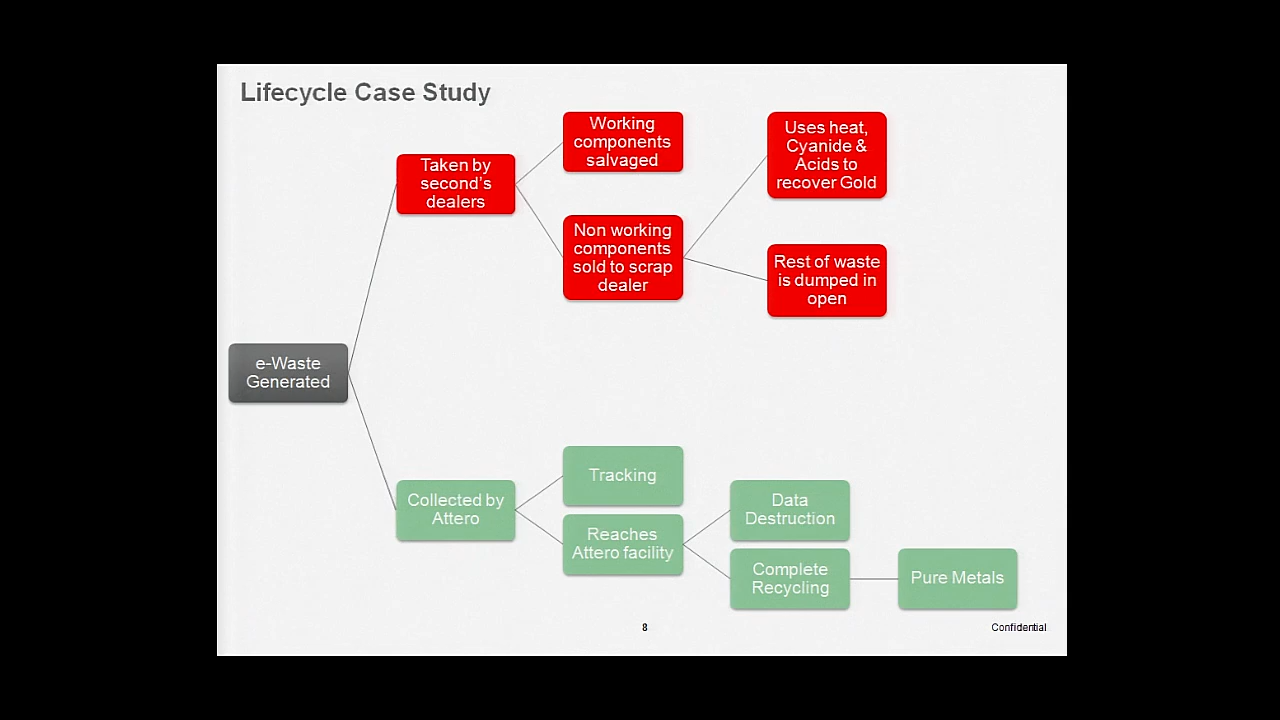 Lifecycle Case Study
Working
components
salvaged
Uses heat,
Cyanide &
Acids to
recover Gold
Taken by
second's
dealers
Non working
components
sold to scrap
dealer
Rest of waste
is dumped in
open
e-Waste
Generated
Tracking
Collected by
Attero
Data
Destruction
Reaches
Attero facility
Complete
Recycling
Pure Metals
8
Confidential